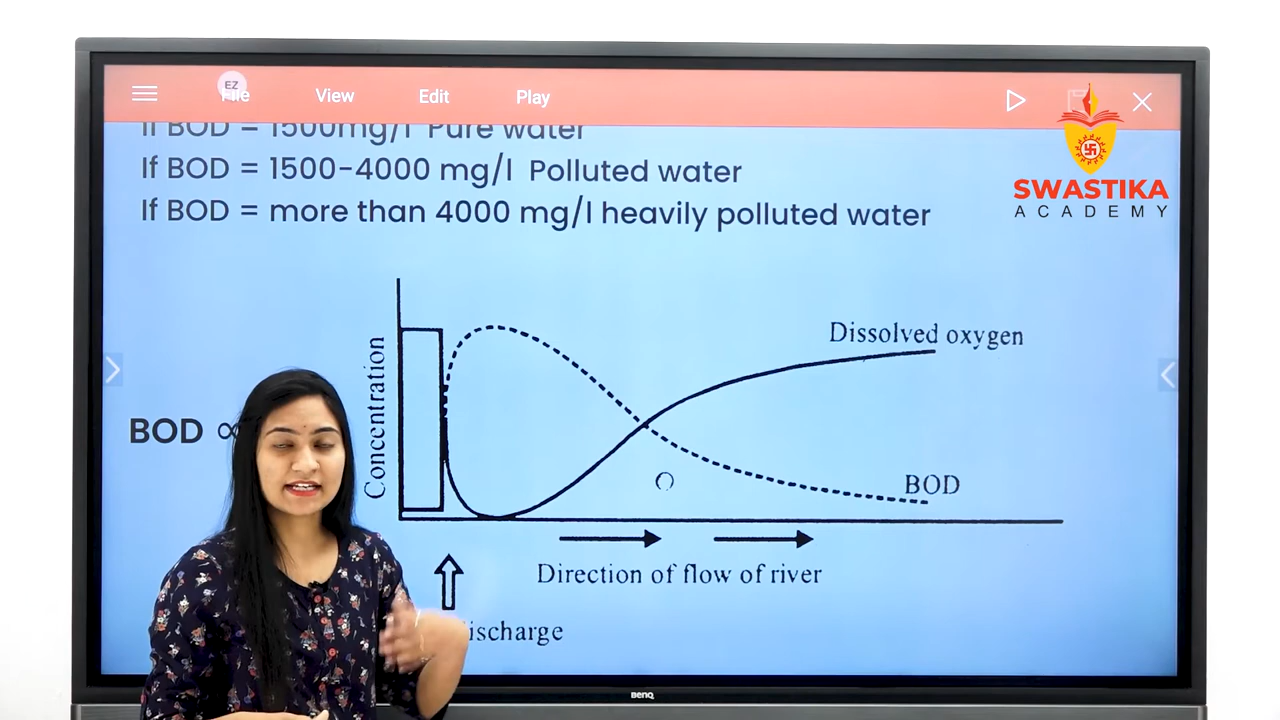 EZ
File View Edit Play
If BOD = 1500mg/l Pure water
If BOD = 1500-4000 mg/l Polluted water
If BOD = more than 4000 mg/l heavily polluted water
SWASTIKA
ACADEMY
Dissolved oxygen
Concentration
BOD ∝
BOD
Direction of flow of river
ischarge
BenQ